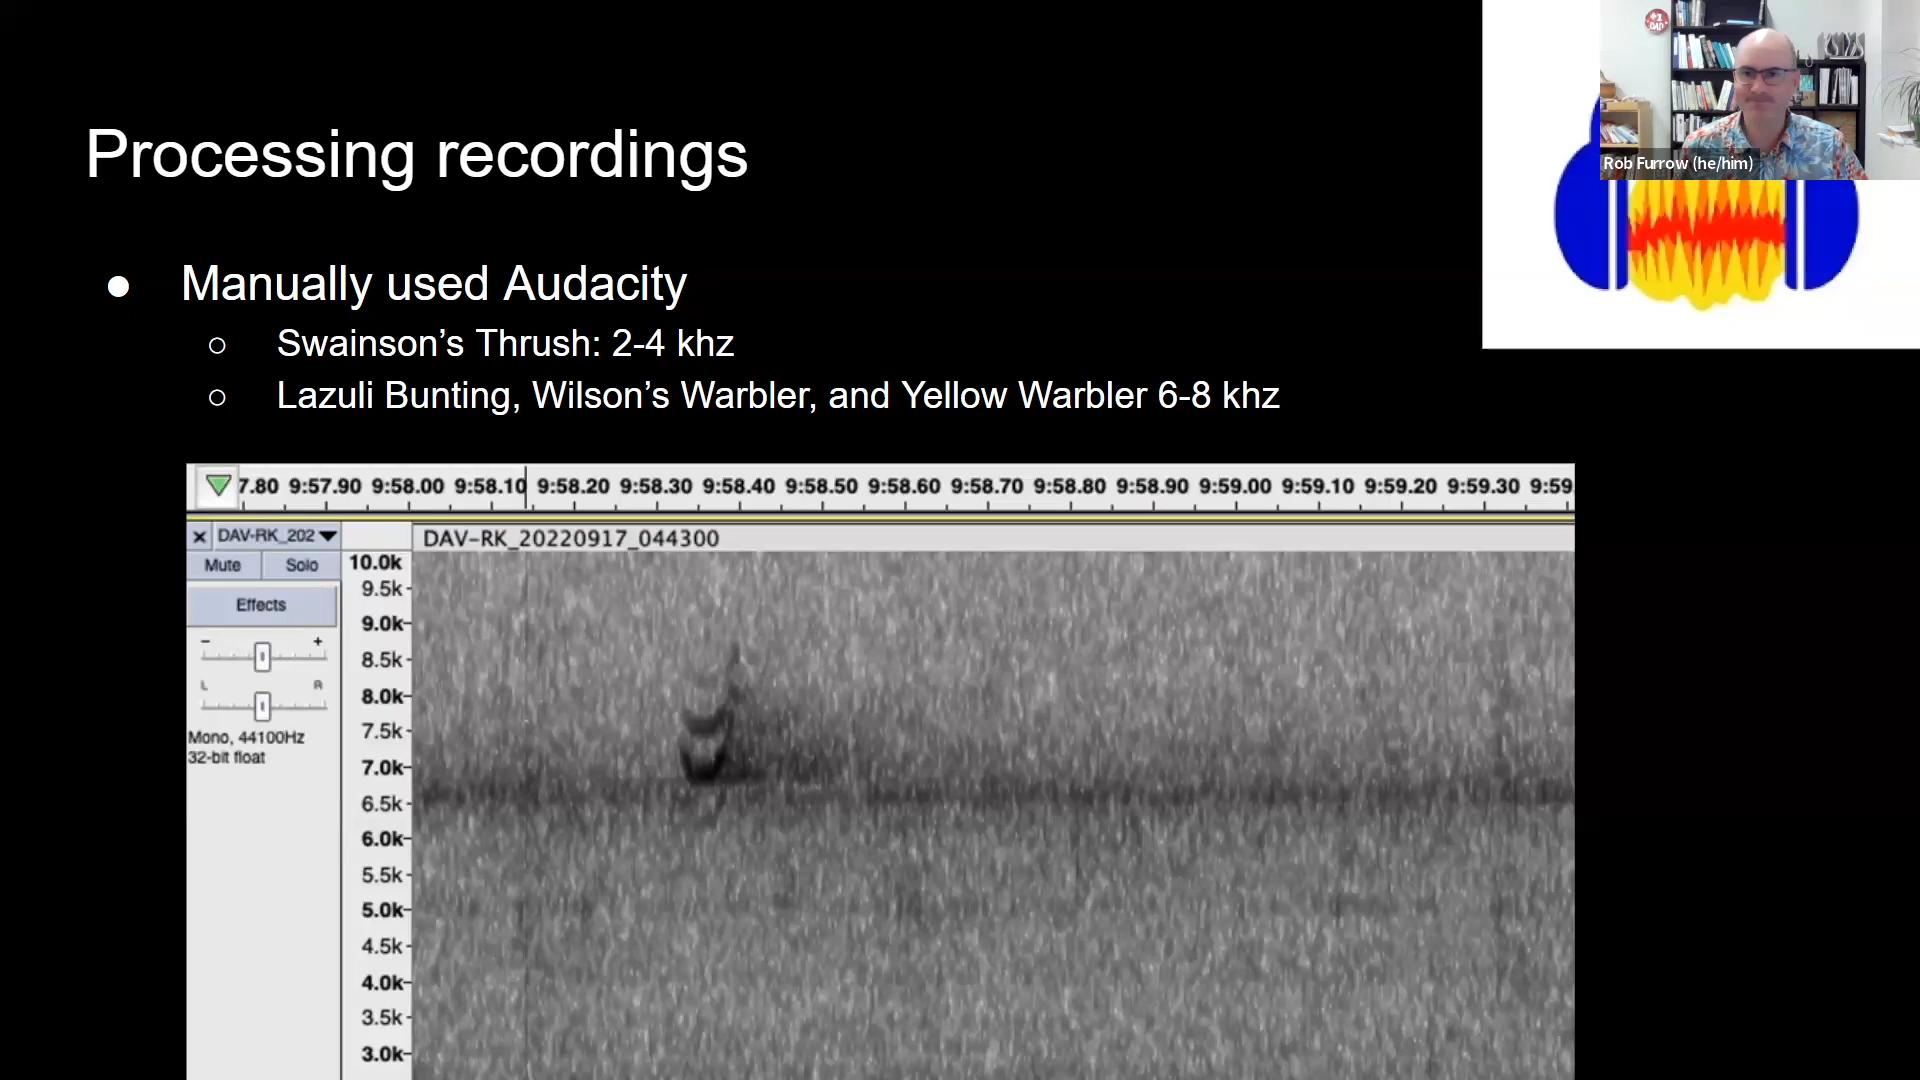 Processing recordings
● Manually used Audacity
○ Swainson’s Thrush: 2-4 khz
○ Lazuli Bunting, Wilson’s Warbler, and Yellow Warbler 6-8 khz
#1 DAD
Rob Furrow (he/him)
7.80 9:57.90 9:58.00 9:58.10 9:58.20 9:58.30 9:58.40 9:58.50 9:58.60 9:58.70 9:58.80 9:58.90 9:59.00 9:59.10 9:59.20 9:59.30 9:59.
DAV-RK_202
DAV-RK_20220917_044300
Mute Solo
Effects
- +
L R
Mono, 44100Hz
32-bit float
10.0k
9.5k
9.0k
8.5k
8.0k
7.5k
7.0k
6.5k
6.0k
5.5k
5.0k
4.5k
4.0k
3.5k
3.0k